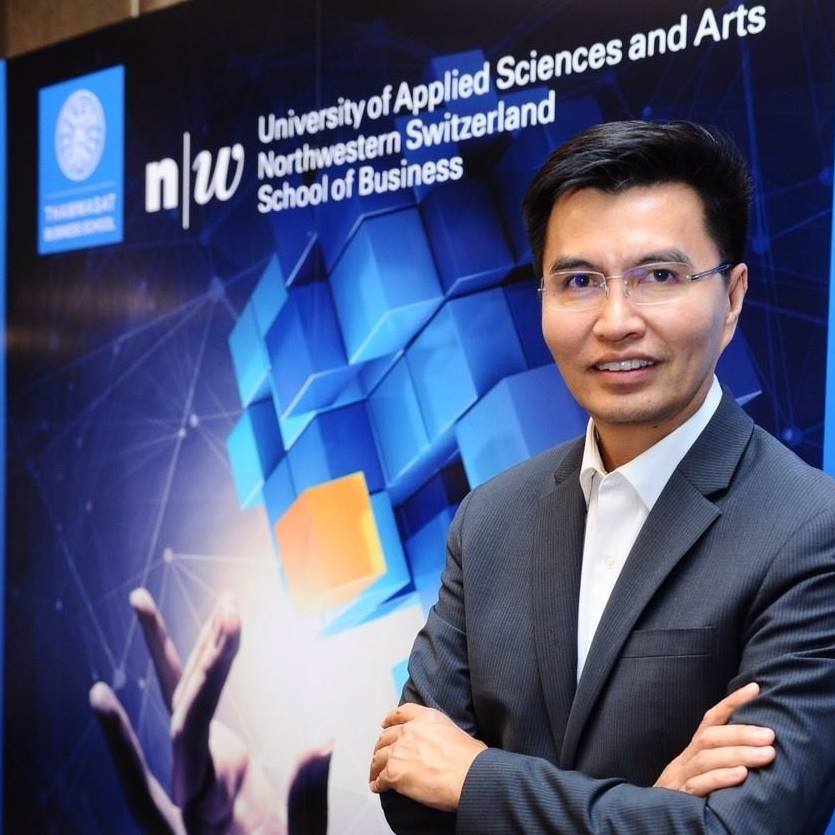 THAMMASAT
BUSINESS SCHOOL
n|w
University of Applied Sciences and Arts
Northwestern Switzerland
School of Business